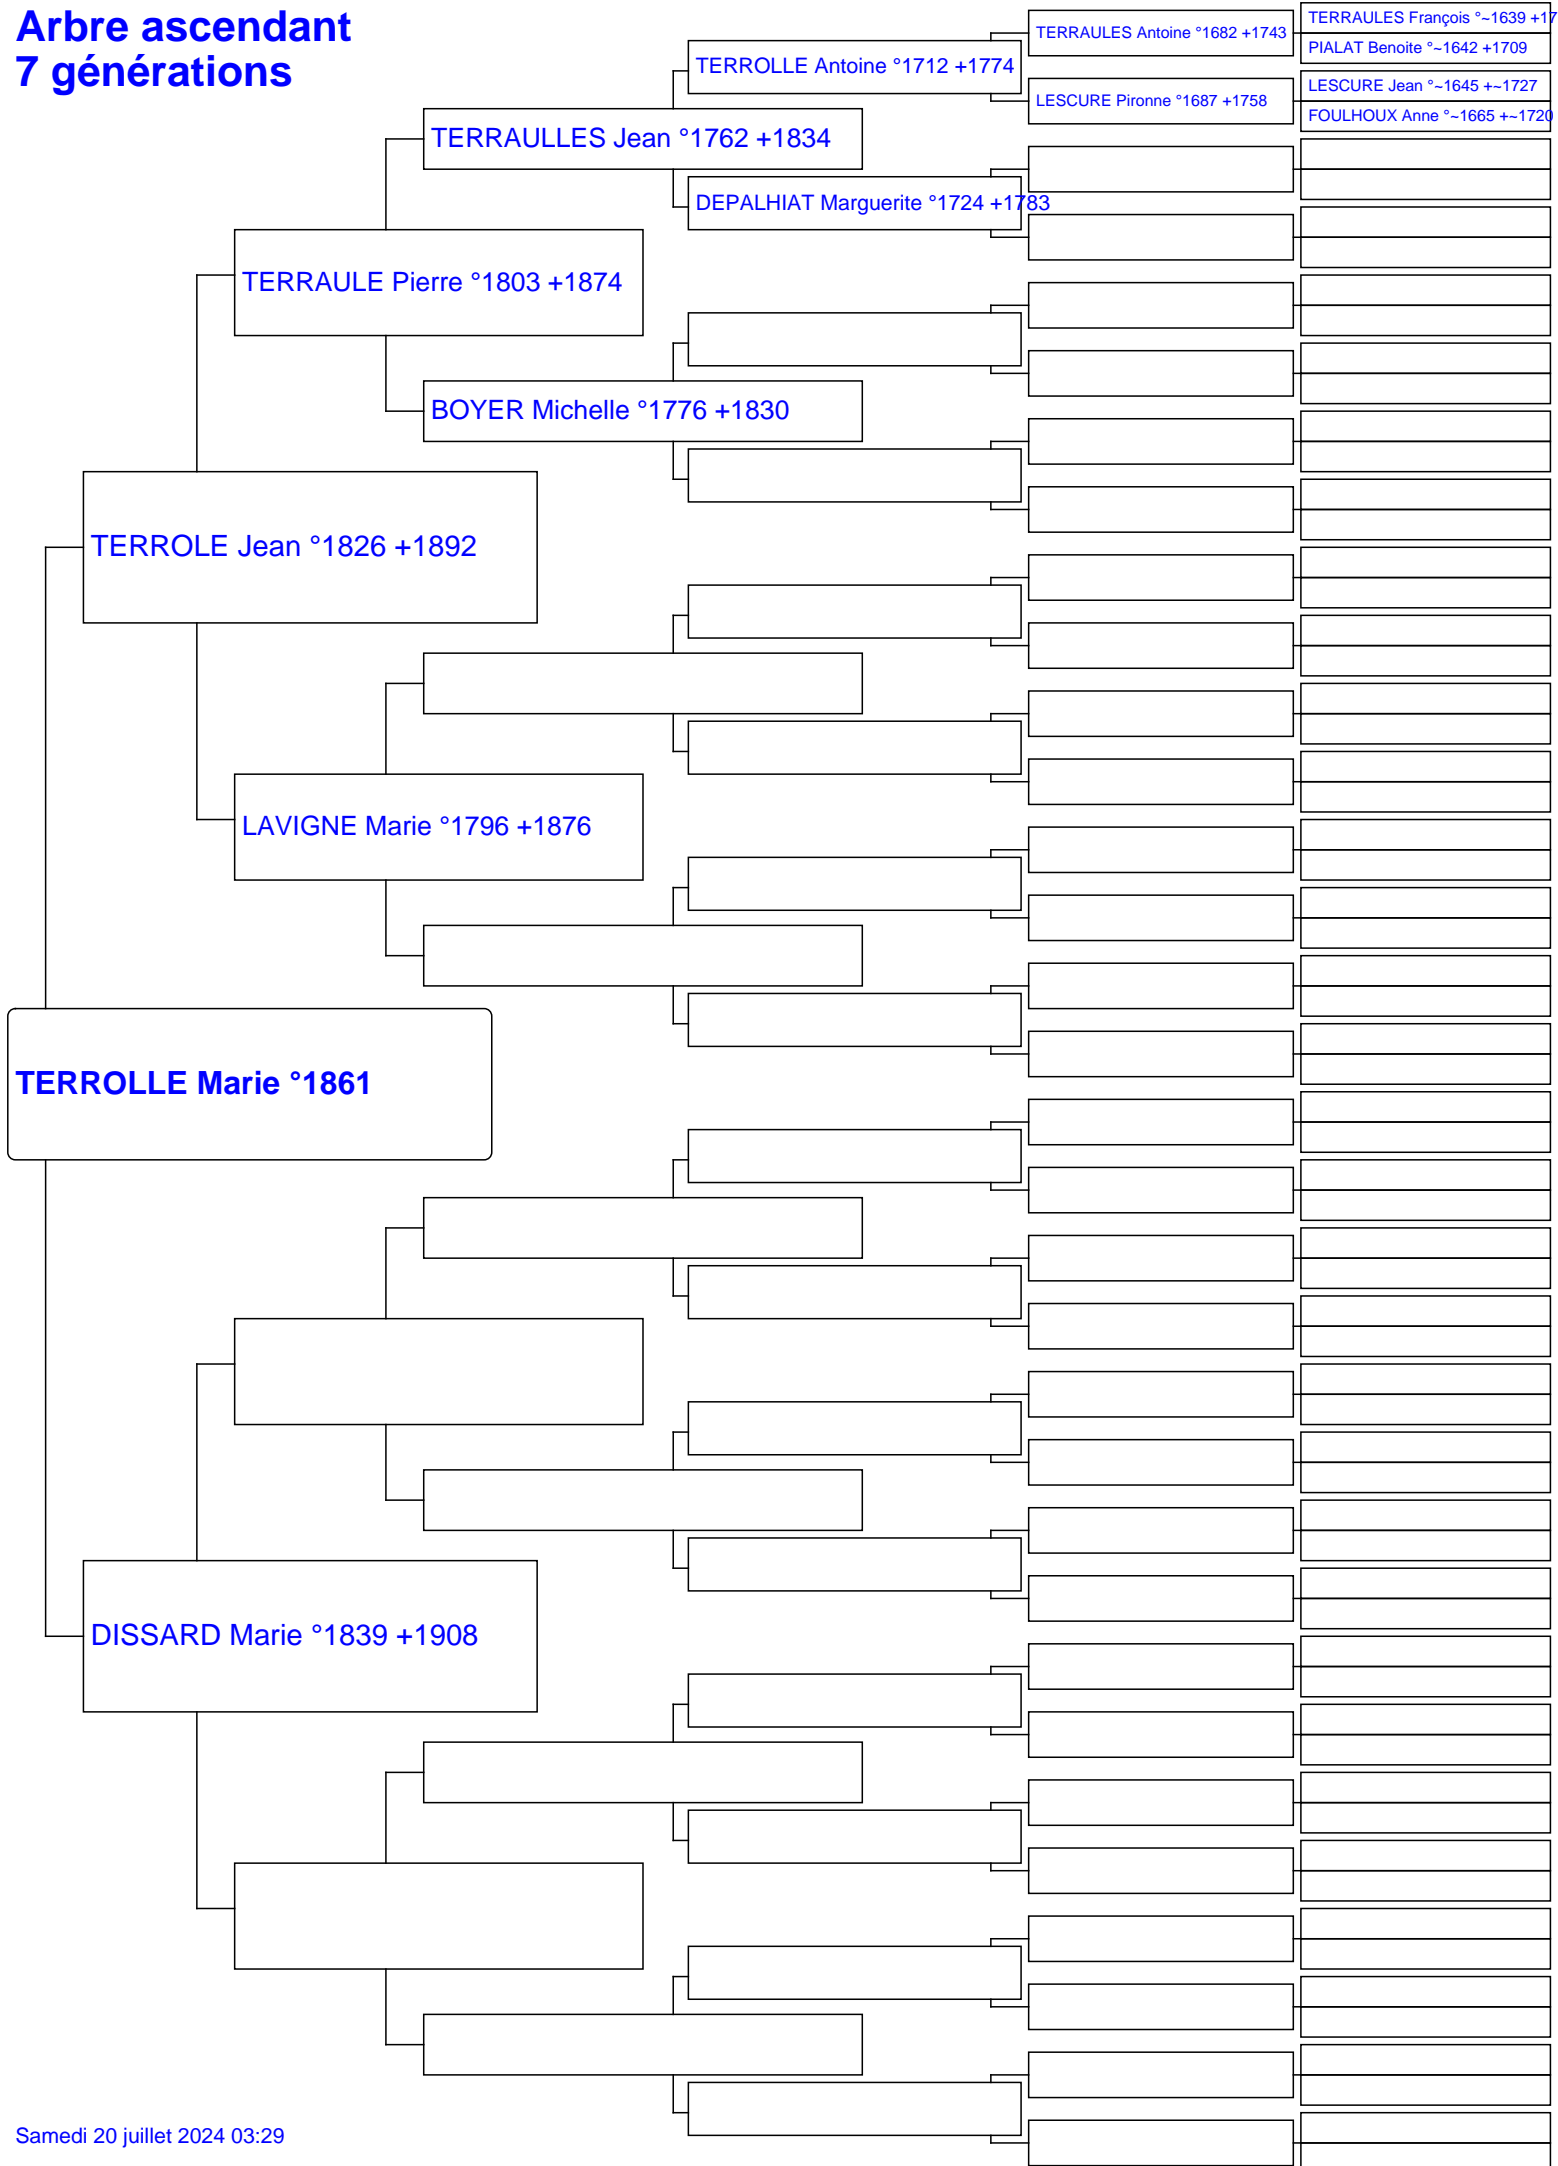 Arbre ascendant
7 générations
TERRAULES François °~1639 +17
TERRAULES Antoine °1682 +1743
PIALAT Benoite °~1642 +1709
TERROLLE Antoine °1712 +1774
LESCURE Jean °~1645 +~1727
LESCURE Pironne °1687 +1758
FOULHOUX Anne °~1665 +~1720
TERRAULLES Jean °1762 +1834
DEPALHIAT Marguerite °1724 +1783
TERRAULE Pierre °1803 +1874
BOYER Michelle °1776 +1830
TERROLE Jean °1826 +1892
LAVIGNE Marie °1796 +1876
TERROLLE Marie °1861
DISSARD Marie °1839 +1908
Samedi 20 juillet 2024 03:29